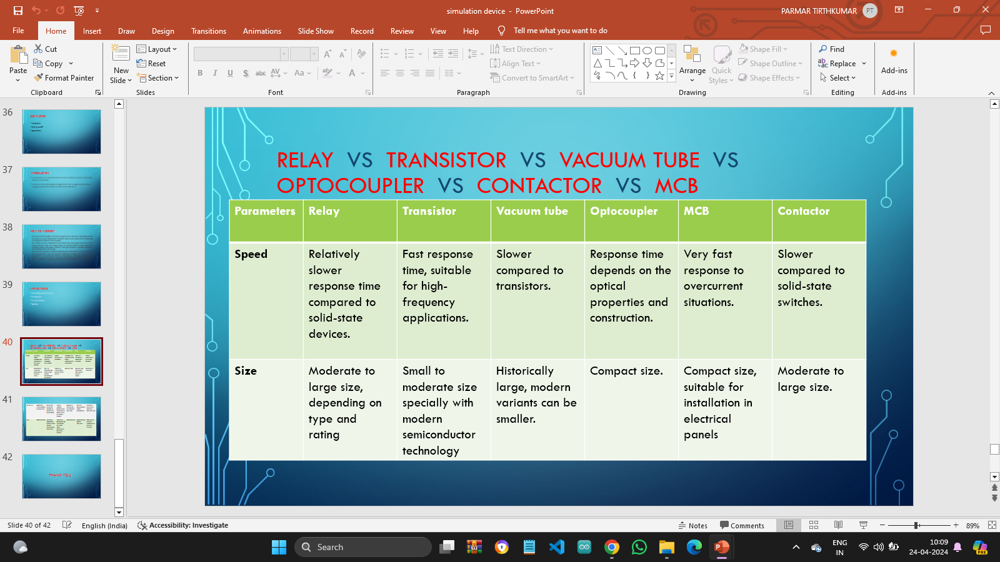 simulation device - PowerPoint
PARMAR TIRTHKUMAR PT
File Home Insert Draw Design Transitions Animations Slide Show Record Review View Help Tell me what you want to do
Paste
Cut
Copy
Format Painter
Clipboard
New Slide
Layout
Reset
Section
Slides
B I U S abc AV Aa A
Font
Text Direction
Align Text
Convert to SmartArt
Paragraph
Arrange
Quick Styles
Shape Fill
Shape Outline
Shape Effects
Drawing
Find
Replace
Select
Editing
Add-ins
Add-ins
36
37
38
39
40
41
42
THANK YOU
RELAY VS TRANSISTOR VS VACUUM TUBE VS
OPTOCOUPLER VS CONTACTOR VS MCB
Parameters Relay Transistor Vacuum tube Optocoupler MCB Contactor
Speed
Relatively
slower
response time
compared to
solid-state
devices.
Fast response
time, suitable
for high-
frequency
applications.
Slower
compared to
transistors.
Response time
depends on the
optical
properties and
construction.
Very fast
response to
overcurrent
situations.
Slower
compared to
solid-state
switches.
Size
Moderate to
large size,
depending on
type and
rating
Small to
moderate size
specially with
modern
semiconductor
technology
Historically
large, modern
variants can be
smaller.
Compact size.
Compact size,
suitable for
installation in
electrical
panels
Moderate to
large size.
Slide 40 of 42 English (India) Accessibility: Investigate Notes Comments 89%
Search
ENG
IN
10:09
24-04-2024
PRE